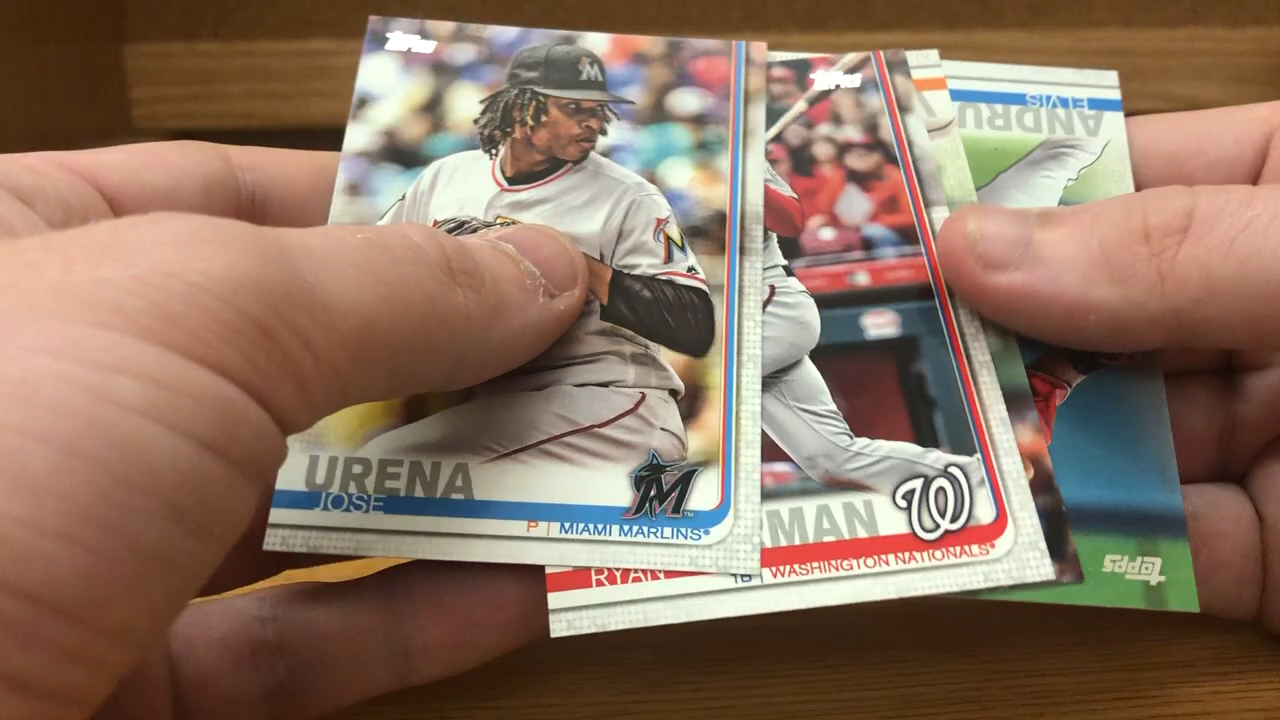 Topps
URENA
JOSE
M
P | MIAMI MARLINS®
Topps
MAN
W
RYAN
1B | WASHINGTON NATIONALS®
ELVIS
ANDRU
Topps